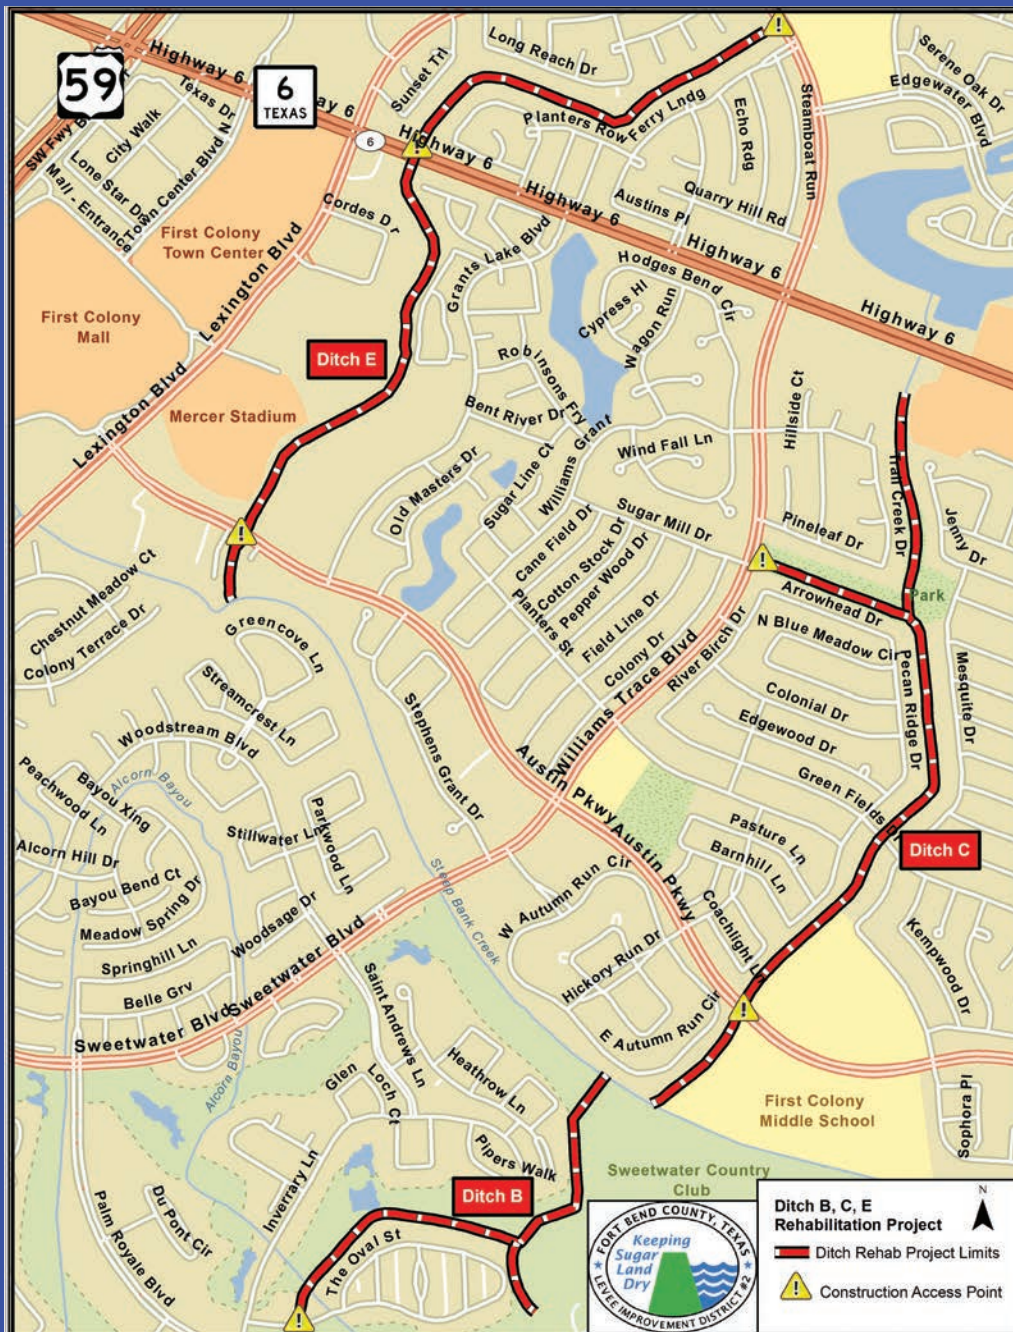 59
6
TEXAS
Highway 6
Highway 6
Highway 6
Highway 6
Highway 6
Highway 6
6
Texas Dr
City Walk
Lone Star Dr
Mall - Entrance
Town Center Blvd N
Sunset Trl
Long Reach Dr
Planters Row
Ferry Lndg
Echo Rdg
Steamboat Run
Serene Oak Dr
Edgewater Blvd
Austins Pl
Quarry Hill Rd
Cordes Dr
First Colony
Town Center
First Colony
Mall
Lexington Blvd
Lexington Blvd
Mercer Stadium
Grants Lake Blvd
Hodges Bend Cir
Cypress Hl
Wagon Run
Ditch E
Robinsons Fry
Bent River Dr
Williams Grant
Wind Fall Ln
Hillside Ct
Old Masters Dr
Sugar Line Ct
Cane Field Dr
Sugar Mill Dr
Cotton Stock Dr
Pepper Wood Dr
Pineleaf Dr
Trail Creek Dr
Jenny Dr
Park
Planters St
Field Line Dr
Colony Dr
Williams Trace Blvd
River Birch Dr
Arrowhead Dr
N Blue Meadow Cir
Pecan Ridge Dr
Mesquite Dr
Colonial Dr
Edgewood Dr
Green Fields Dr
Chestnut Meadow Ct
Colony Terrace Dr
Greencove Ln
Streamcrest Ln
Woodstream Blvd
Stephens Grant Dr
Austin Pkwy
Austin Pkwy
Peachwood Ln
Bayou Xing
Alcorn Bayou
Stillwater Ln
Parkwood Ln
Alcorn Hill Dr
Bayou Bend Ct
Meadow Spring Dr
Woodsage Dr
Springhill Ln
Belle Grv
Sweetwater Blvd
Sweetwater Blvd
Alcorn Bayou
Steep Bank Creek
Pasture Ln
Barnhill Ln
Coachlight Ln
Ditch C
W Autumn Run Cir
Hickory Run Dr
E Autumn Run Cir
Kempwood Dr
Sophora Pl
Saint Andrews Ln
Heathrow Ln
Glen
Loch Ct
Pipers Walk
Inverrary Ln
Palm Royale Blvd
Du Pont Cir
The Oval St
Ditch B
First Colony
Middle School
Sweetwater Country
Club
FORT BEND COUNTY, TEXAS
Keeping
Sugar
Land
Dry
LEVEE IMPROVEMENT DISTRICT #2
Ditch B, C, E
Rehabilitation Project
N
Ditch Rehab Project Limits
Construction Access Point